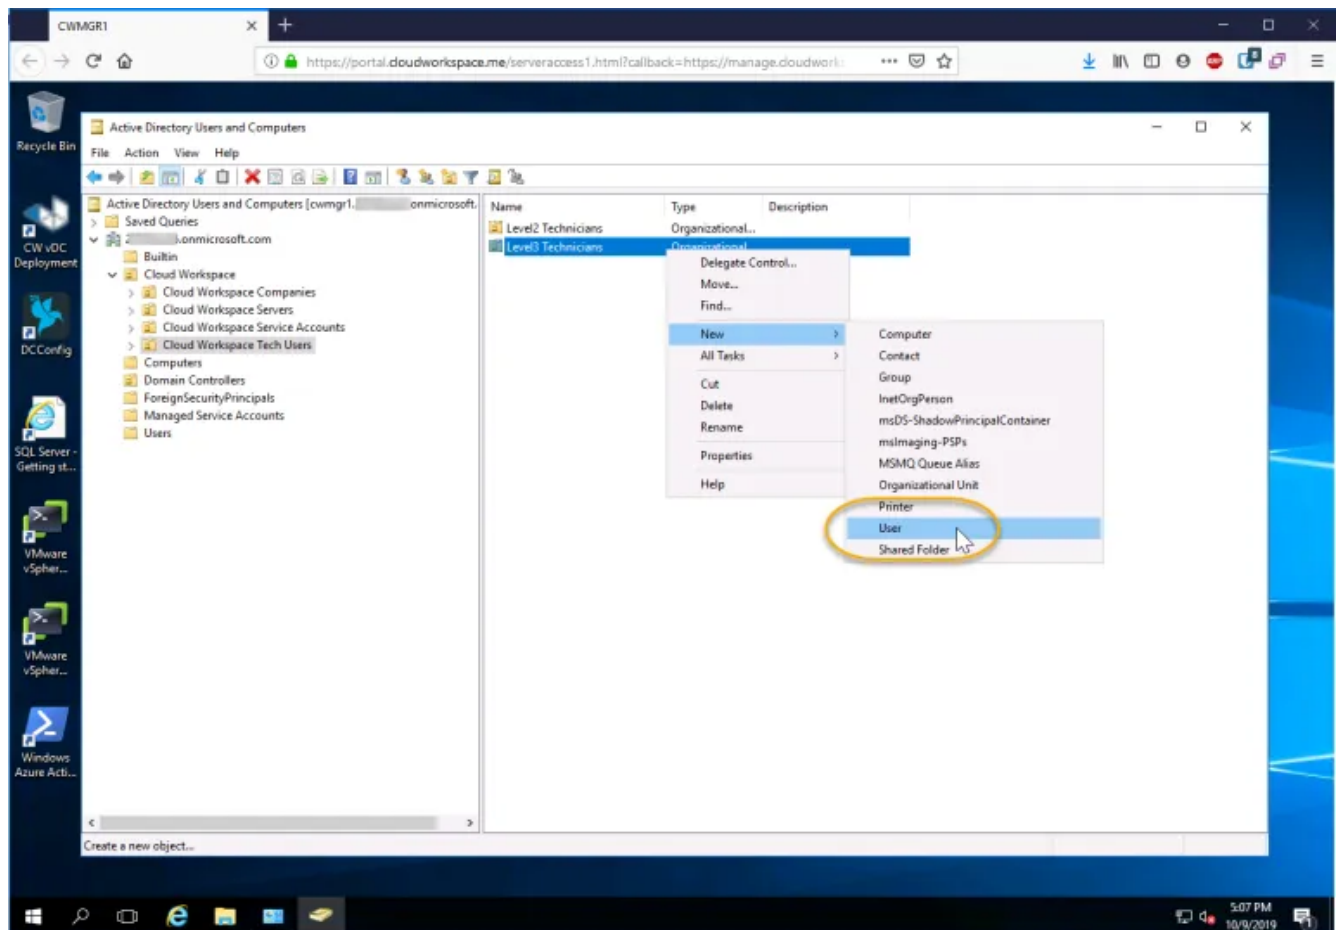 CWMGR1
https://portal.cloudworkspace.me/serveraccess1.html?callback=https://manage.cloudwork
Recycle Bin
CW vDC
Deployment
DCConfig
SQL Server -
Getting st...
VMware
vSpher...
VMware
vSpher...
Windows
Azure Acti...
Active Directory Users and Computers
File Action View Help
Active Directory Users and Computers [cwmgr1. onmicrosoft.
Saved Queries
2 .onmicrosoft.com
Builtin
Cloud Workspace
Cloud Workspace Companies
Cloud Workspace Servers
Cloud Workspace Service Accounts
Cloud Workspace Tech Users
Computers
Domain Controllers
ForeignSecurityPrincipals
Managed Service Accounts
Users
Name Type Description
Level2 Technicians Organizational...
Level3 Technicians Organizational
Delegate Control...
Move...
Find...
New
All Tasks
Cut
Delete
Rename
Properties
Help
Computer
Contact
Group
InetOrgPerson
msDS-ShadowPrincipalContainer
msImaging-PSPs
MSMQ Queue Alias
Organizational Unit
Printer
User
Shared Folder
Create a new object...
5:07 PM
10/9/2019